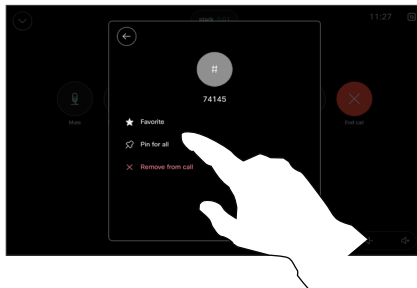 11:27
#
74145
Favorite
Pin for all
Remove from call
Mute
End call